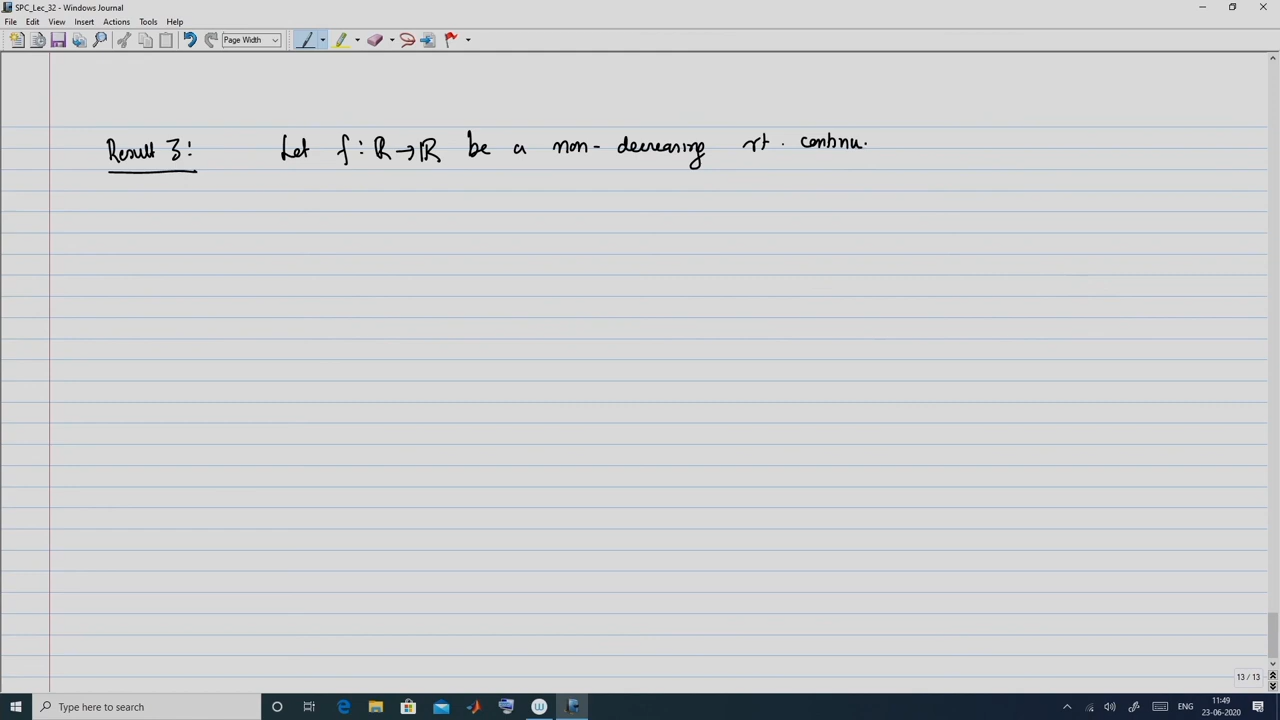 SPC_Lec_32 - Windows Journal
File Edit View Insert Actions Tools Help
Page Width
Result 3: Let f: ℝ→ℝ be a non-decreasing rt. continu.
13 / 13
Type here to search
ENG
11:49
23-06-2020